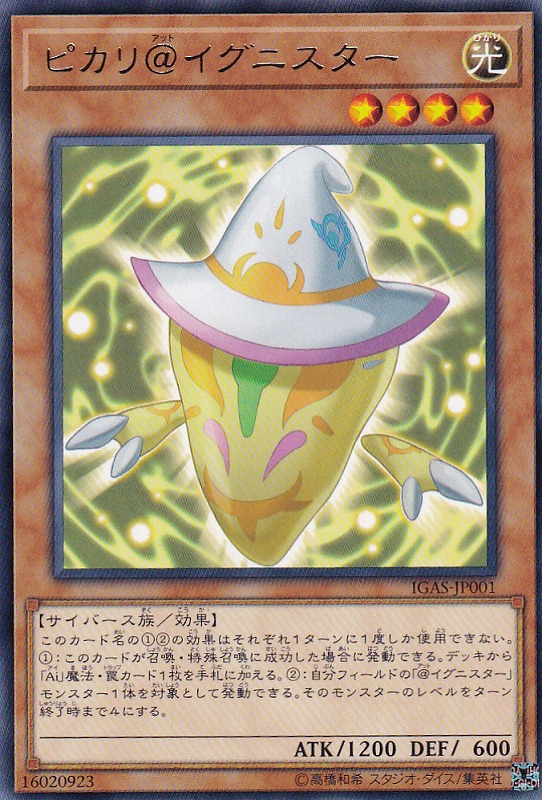 ピカリ@イグニスター
光
IGAS-JP001
【サイバース族/効果】
このカード名の①②の効果はそれぞれ1ターンに1度しか使用できない。
①:このカードが召喚・特殊召喚に成功した場合に発動できる。デッキから
「Ai」魔法・罠カード1枚を手札に加える。②:自分フィールドの「@イグニスター」
モンスター1体を対象として発動できる。そのモンスターのレベルをターン
終了時まで4にする。
ATK/1200 DEF/ 600
16020923
©高橋和希 スタジオ・ダイス/集英社